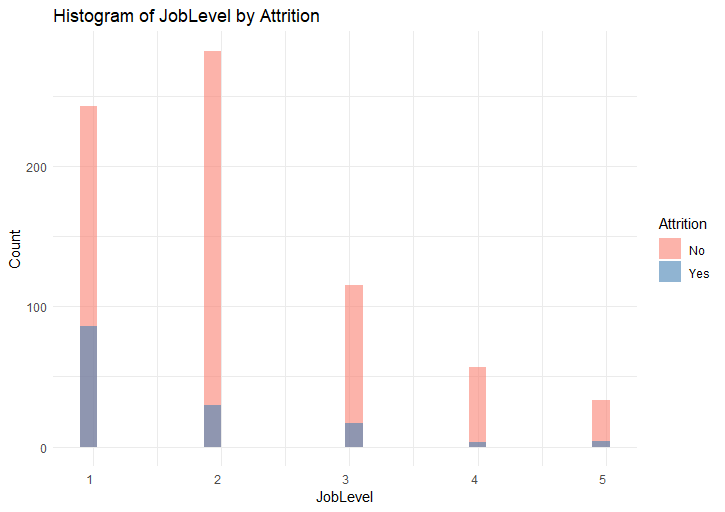 Histogram of JobLevel by Attrition
Count
200
100
0
1 2 3 4 5
JobLevel
Attrition
No
Yes